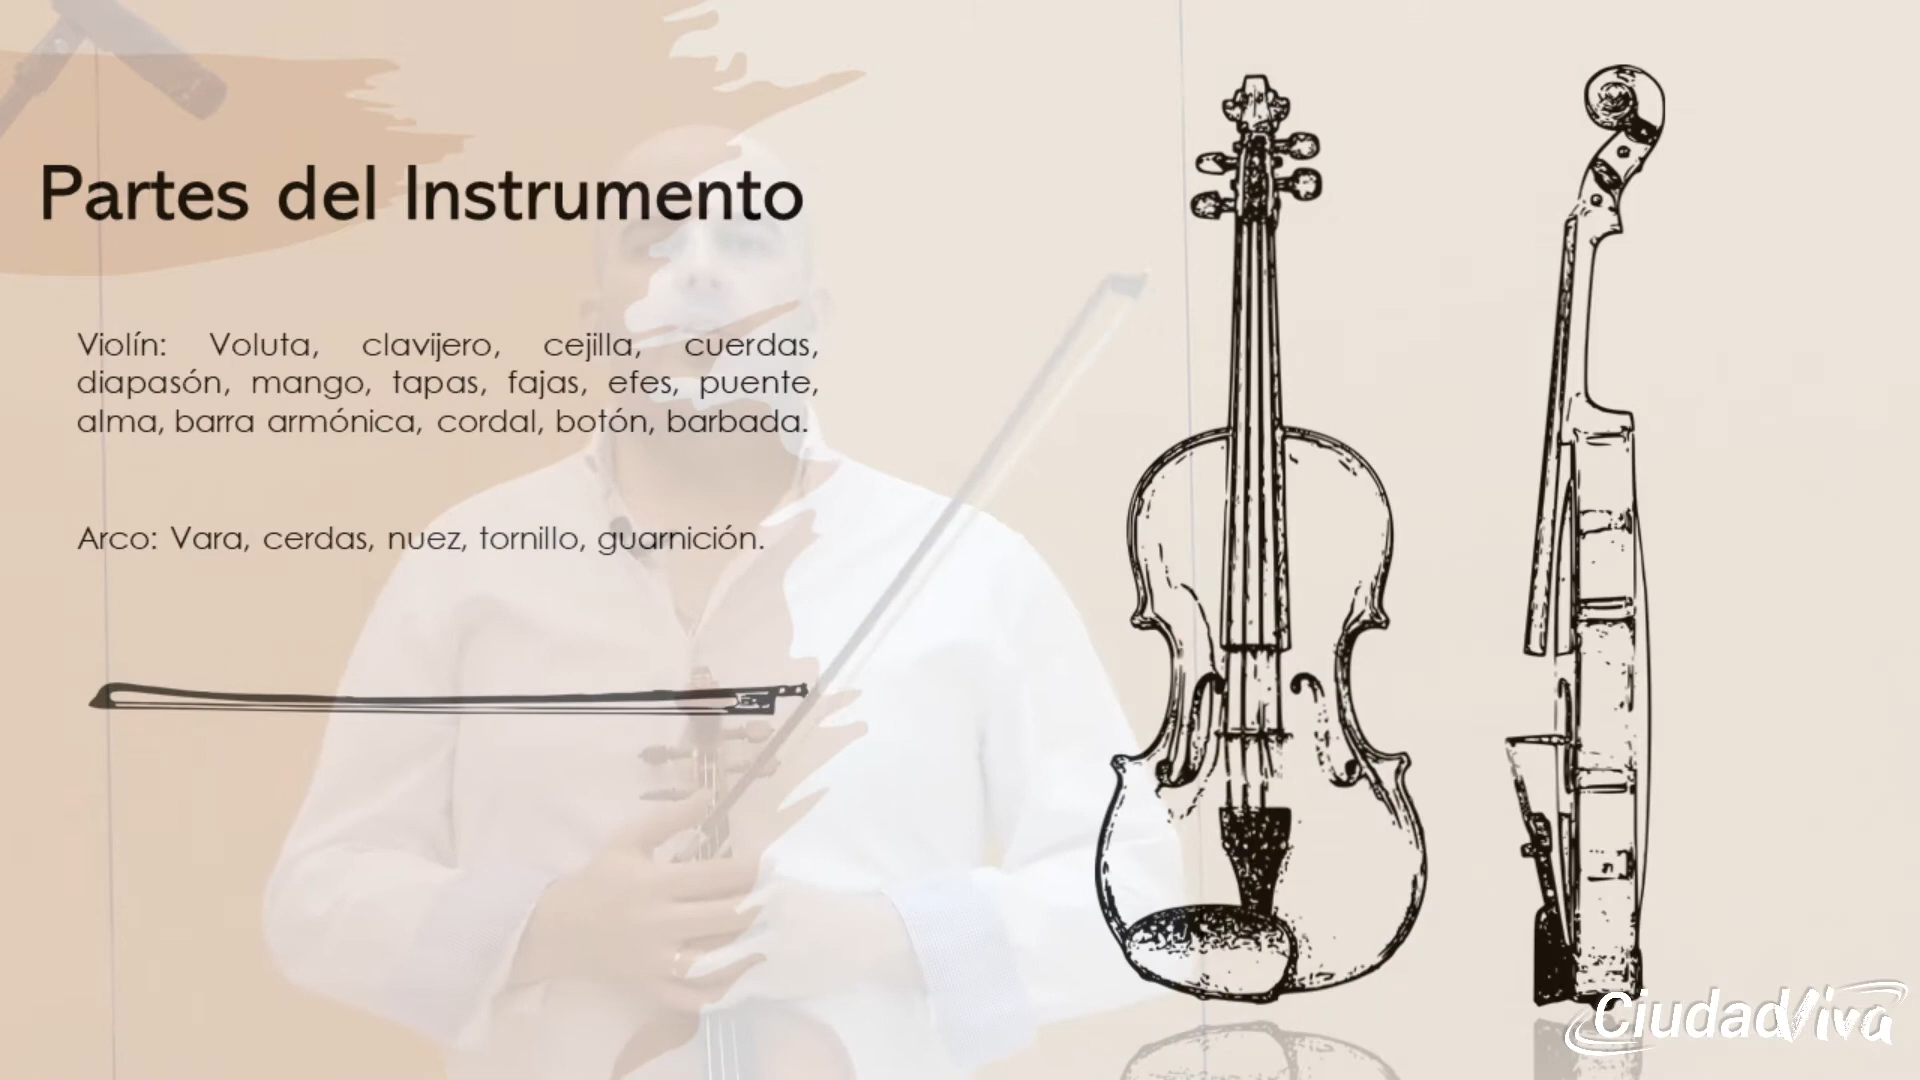 Partes del Instrumento
Violín: Voluta, clavijero, cejilla, cuerdas,
diapasón, mango, tapas, fajas, efes, puente,
alma, barra armónica, cordal, botón, barbada.
Arco: Vara, cerdas, nuez, tornillo, guarnición.
CiudadViva